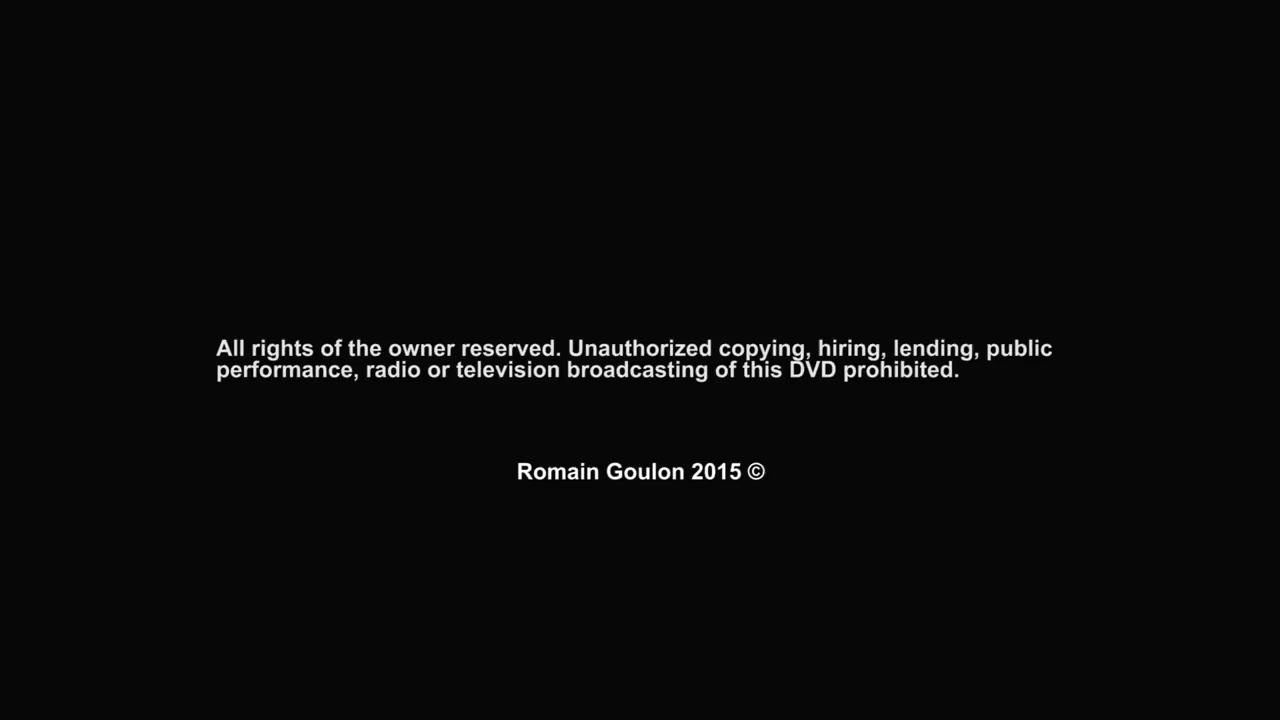 All rights of the owner reserved. Unauthorized copying, hiring, lending, public
performance, radio or television broadcasting of this DVD prohibited.
Romain Goulon 2015 ©